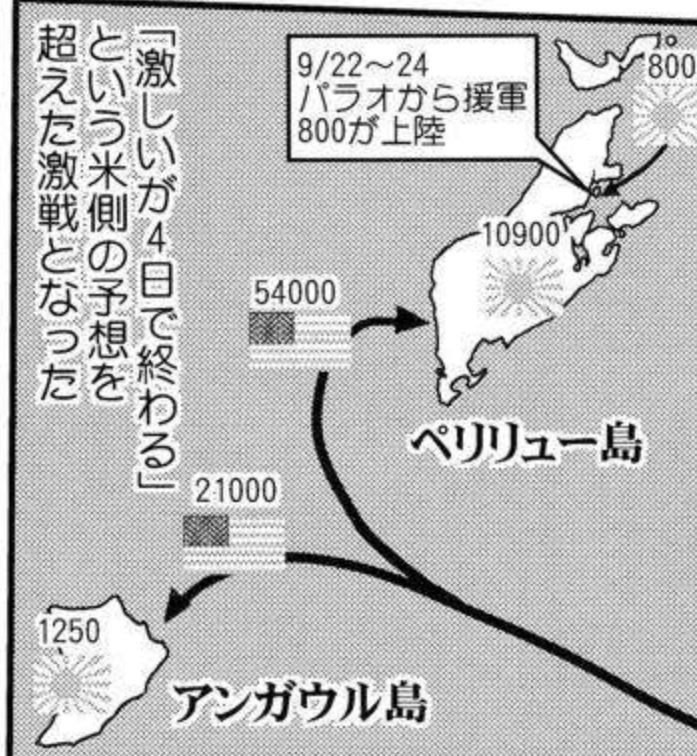 「激しいが4日で終わる」
という米側の予想を
超えた激戦となった
9/22～24
パラオから援軍
800が上陸
800
10900
54000
ペリリュー島
21000
1250
アンガウル島